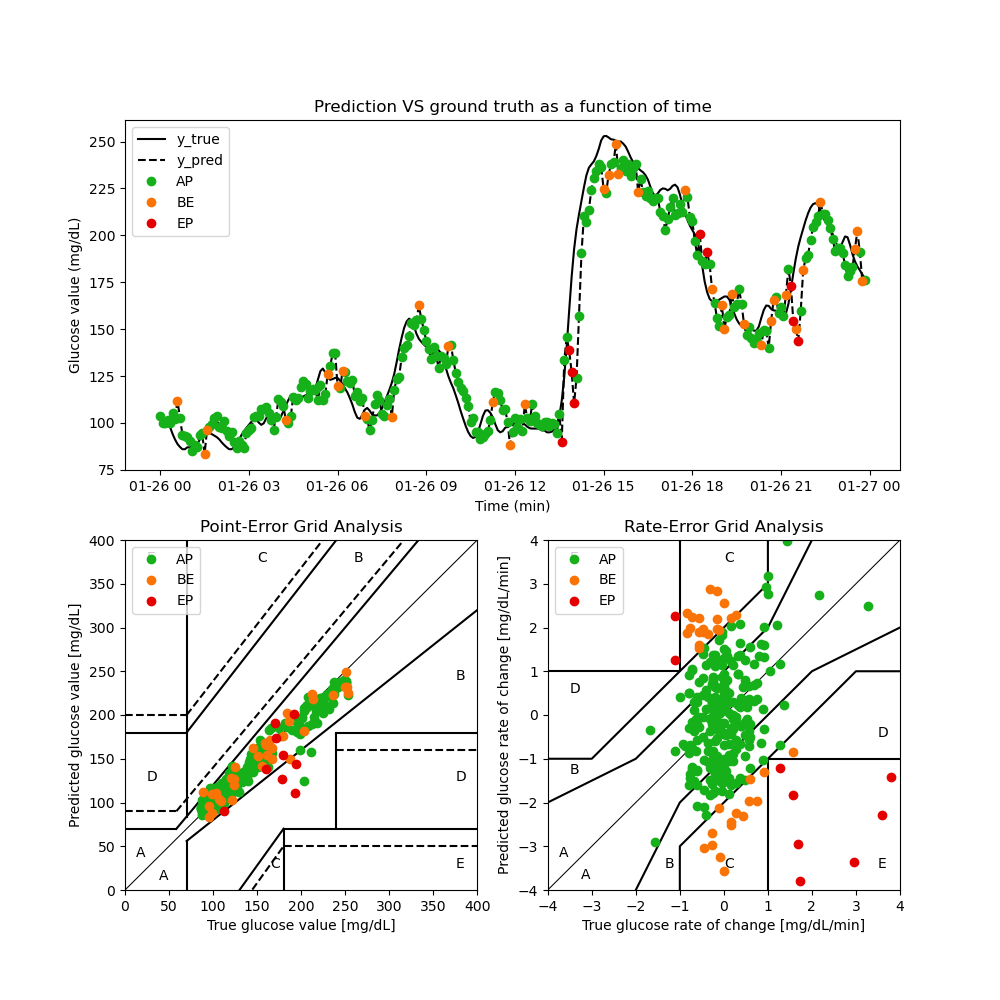 Prediction VS ground truth as a function of time
Glucose value (mg/dL)
250
225
200
175
150
125
100
75
y_true
y_pred
AP
BE
EP
01-26 00 01-26 03 01-26 06 01-26 09 01-26 12 01-26 15 01-26 18 01-26 21 01-27 00
Time (min)
Point-Error Grid Analysis
Predicted glucose value [mg/dL]
400
350
300
250
200
150
100
50
0
AP
BE
EP
C
B
B
D
D
A
A
C
E
0 50 100 150 200 250 300 350 400
True glucose value [mg/dL]
Rate-Error Grid Analysis
Predicted glucose rate of change [mg/dL/min]
4
3
2
1
0
−1
−2
−3
−4
AP
BE
EP
C
D
D
B
A
A
B
C
E
−4 −3 −2 −1 0 1 2 3 4
True glucose rate of change [mg/dL/min]